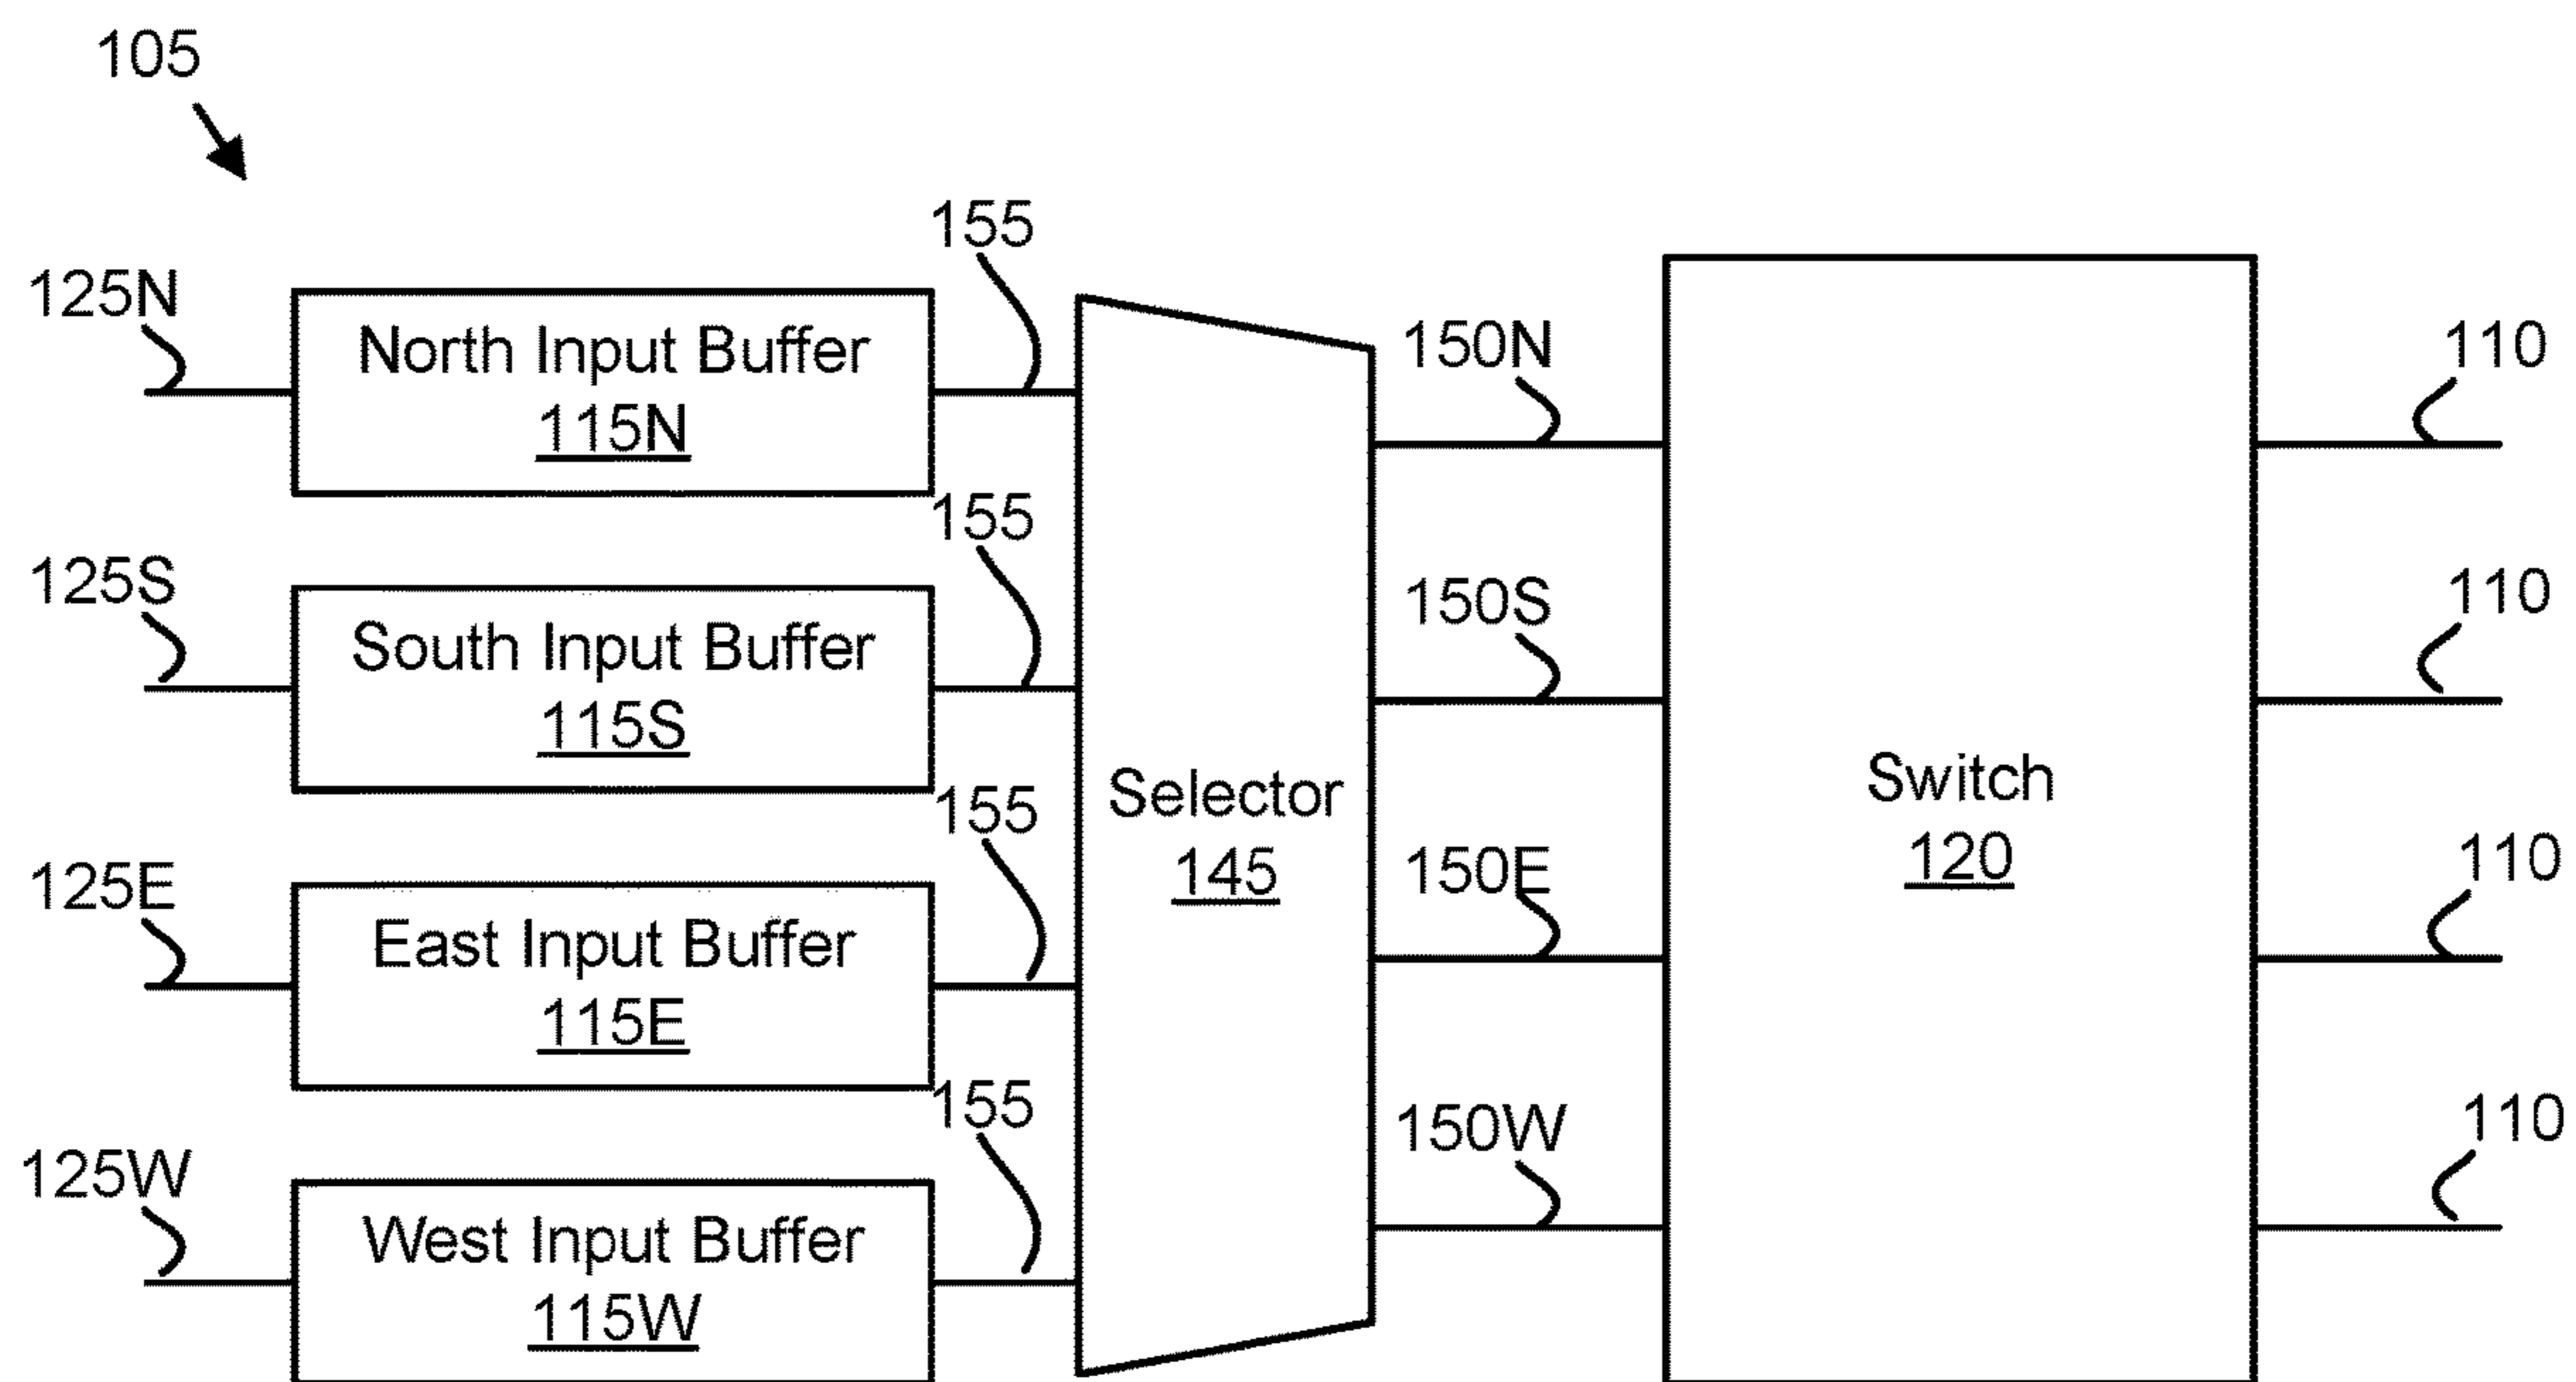 105
155
125N
North Input Buffer
115N
150N
110
155
125S
South Input Buffer
115S
150S
110
155
Selector
145
Switch
120
125E
East Input Buffer
115E
150E
110
155
125W
West Input Buffer
115W
150W
110